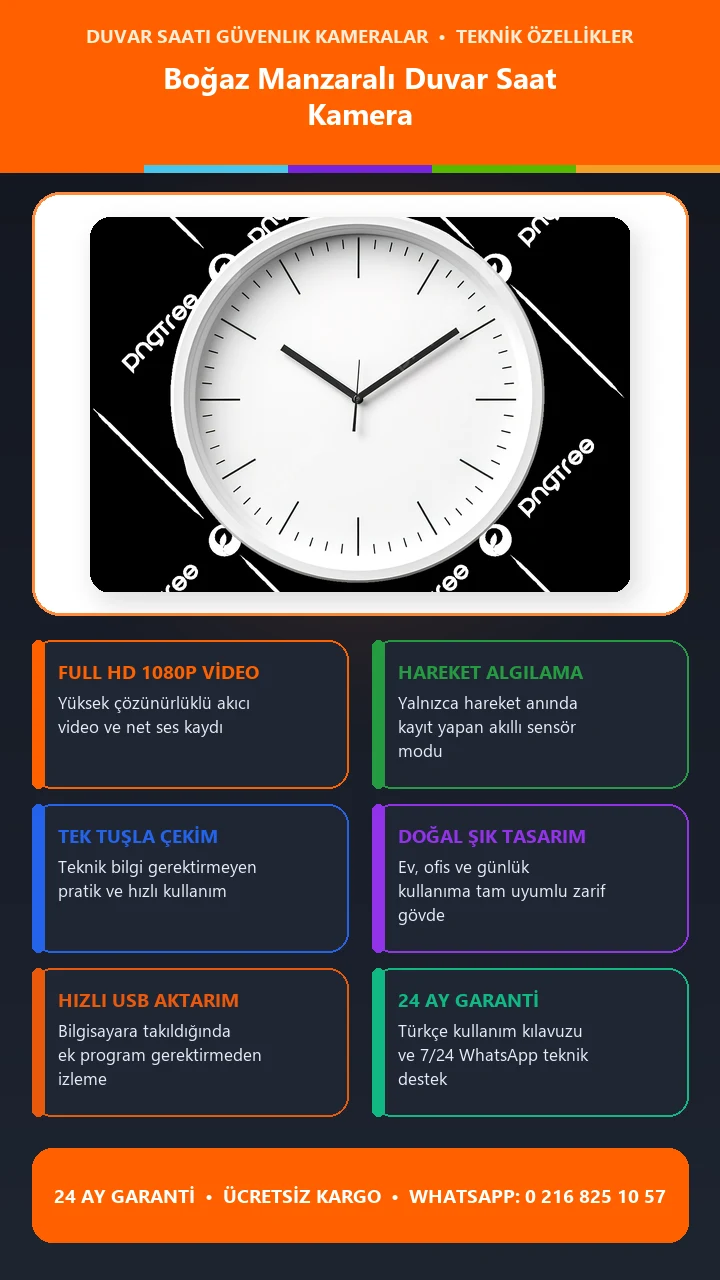 DUVAR SAATI GÜVENLIK KAMERALAR • TEKNİK ÖZELLİKLER
Boğaz Manzaralı Duvar Saat
Kamera
pngtree
pngtree
FULL HD 1080P VİDEO
Yüksek çözünürlüklü akıcı
video ve net ses kaydı
HAREKET ALGILAMA
Yalnızca hareket anında
kayıt yapan akıllı sensör
modu
TEK TUŞLA ÇEKİM
Teknik bilgi gerektirmeyen
pratik ve hızlı kullanım
DOĞAL ŞIK TASARIM
Ev, ofis ve günlük
kullanıma tam uyumlu zarif
gövde
HIZLI USB AKTARIM
Bilgisayara takıldığında
ek program gerektirmeden
izleme
24 AY GARANTİ
Türkçe kullanım kılavuzu
ve 7/24 WhatsApp teknik
destek
24 AY GARANTİ • ÜCRETSİZ KARGO • WHATSAPP: 0 216 825 10 57